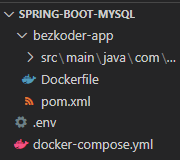 SPRING-BOOT-MYSQL
bezkoder-app
src\main\java\com\...
Dockerfile
pom.xml
.env
docker-compose.yml